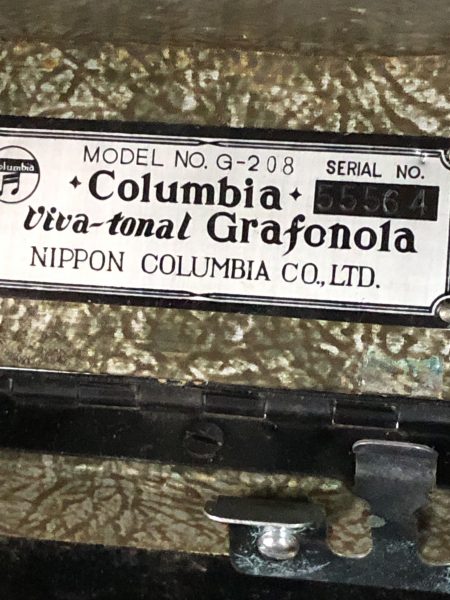 MODEL NO. G-208 SERIAL NO.
Columbia
Columbia 55564
Viva-tonal Grafonola
NIPPON COLUMBIA CO., LTD.